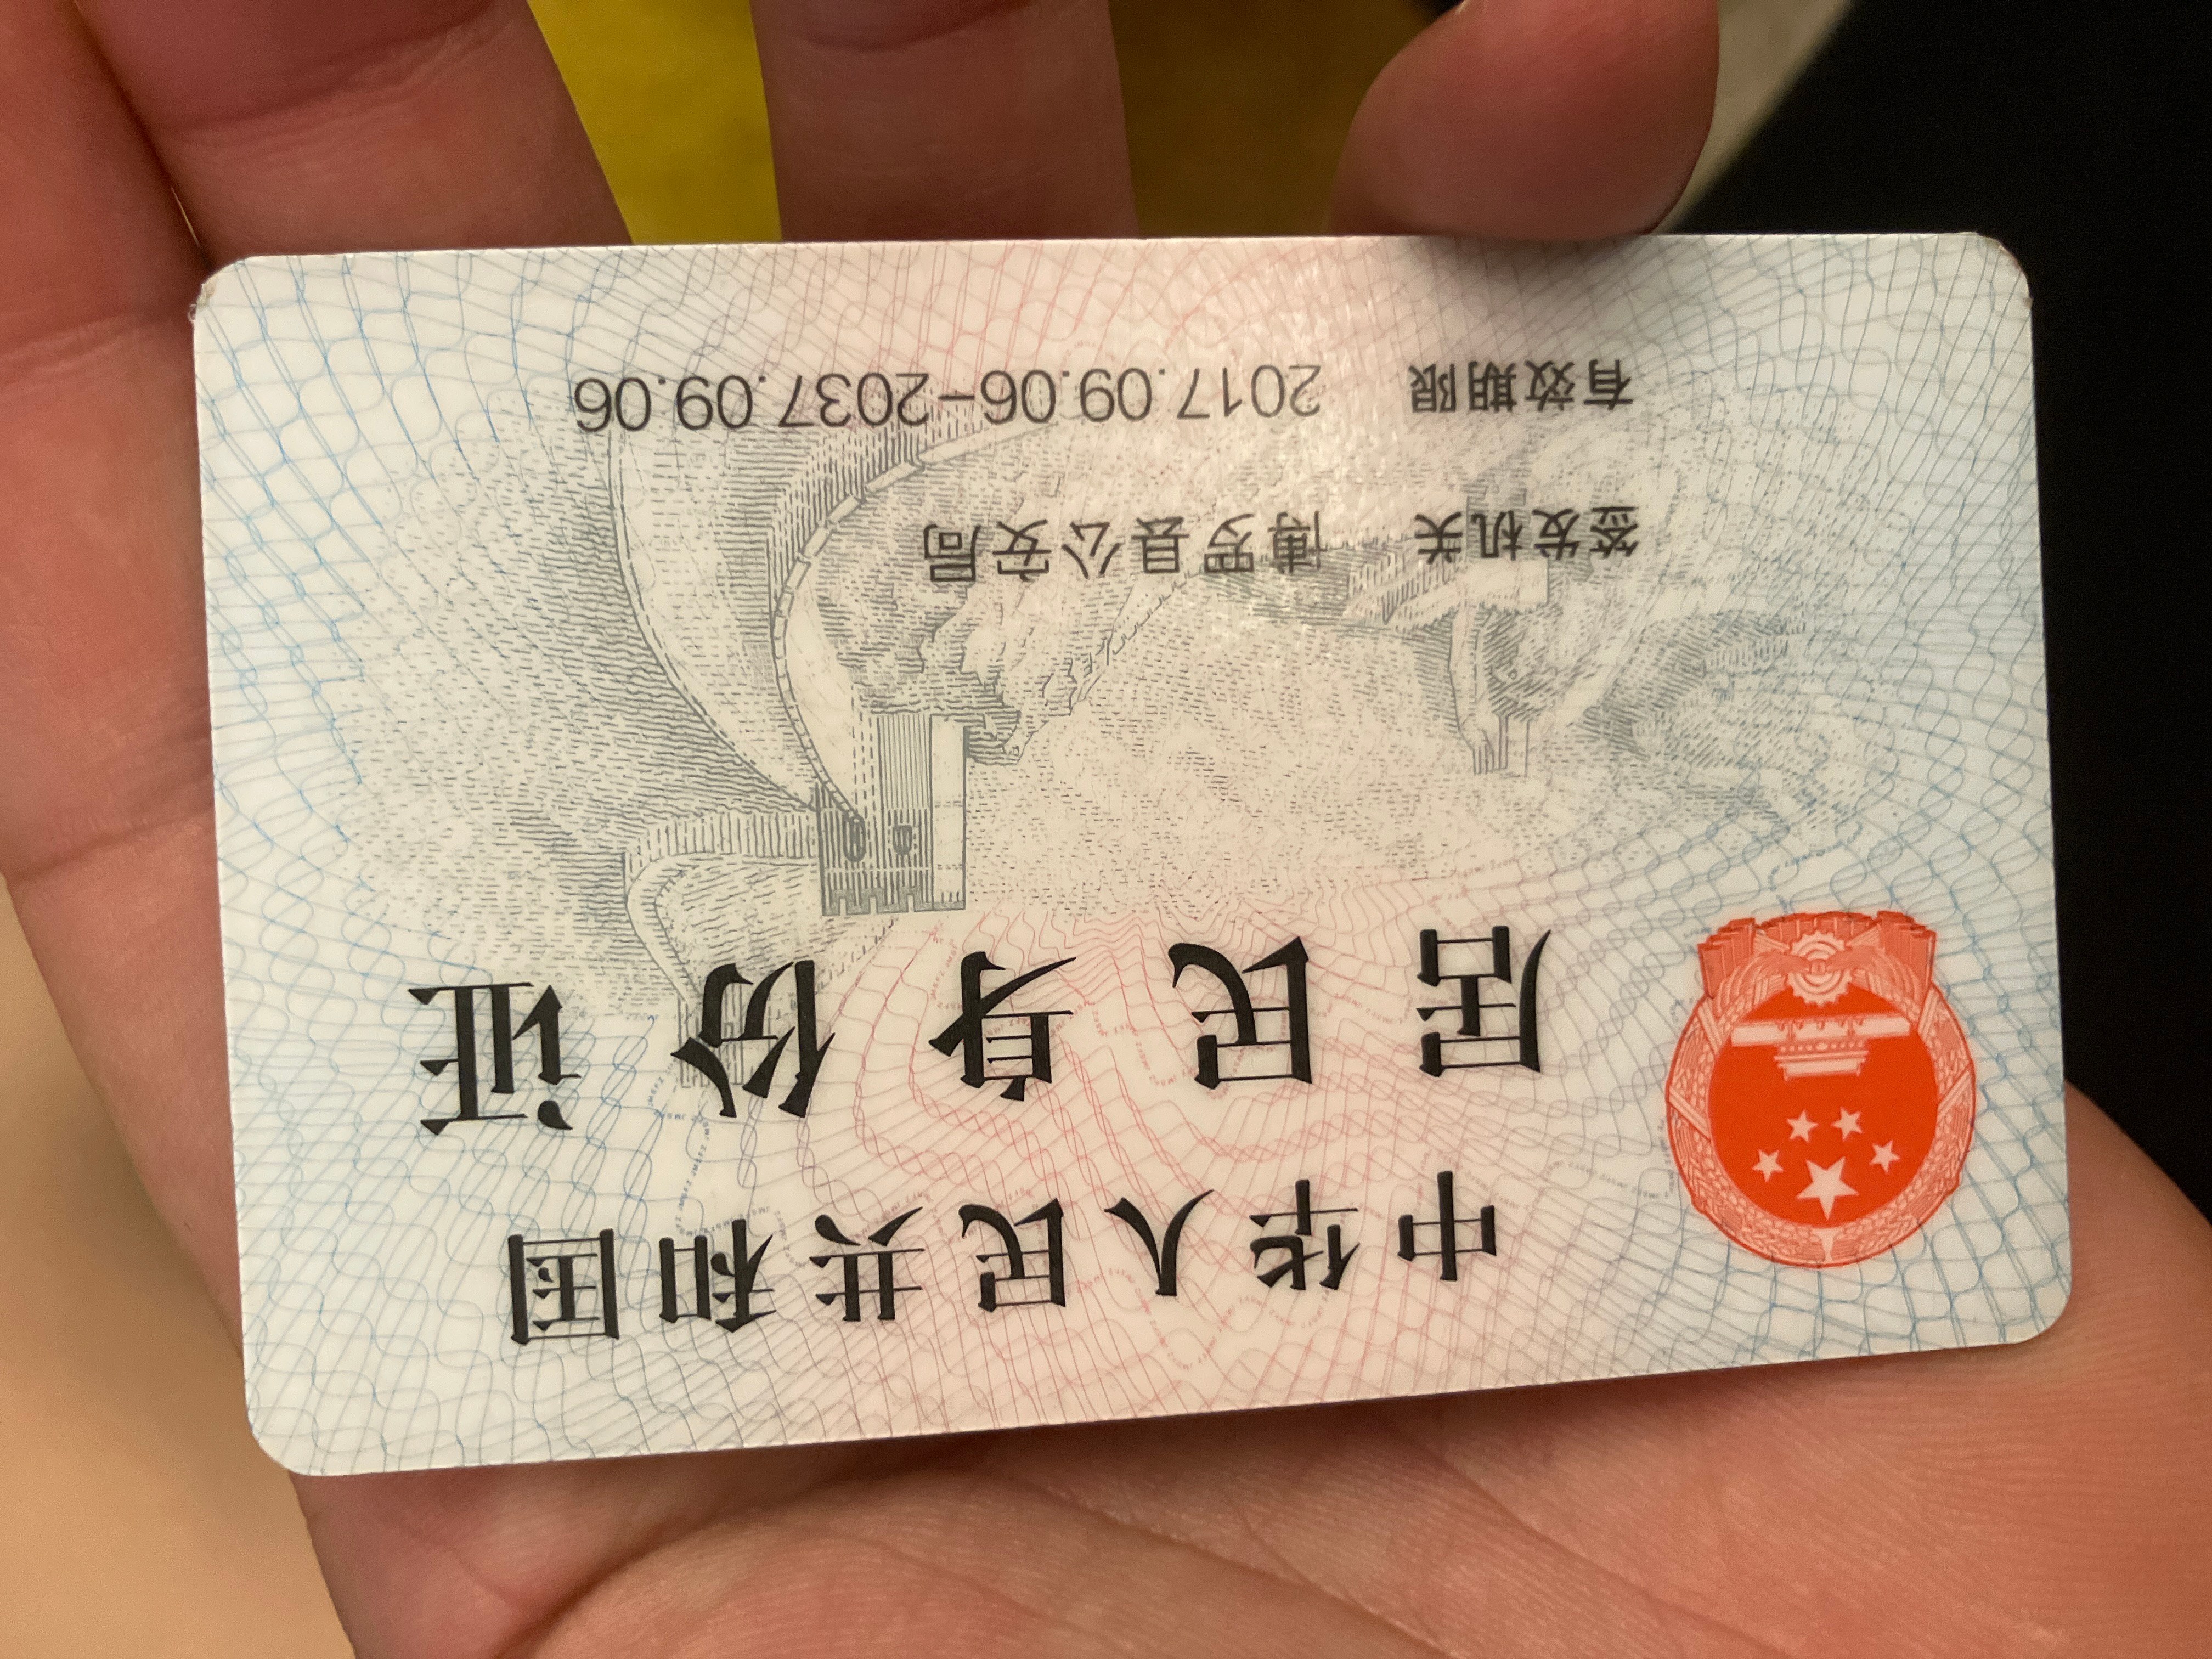 中华人民共和国
居民身份证
签发机关 博罗县公安局
有效期限 2017.09.06-2037.09.06